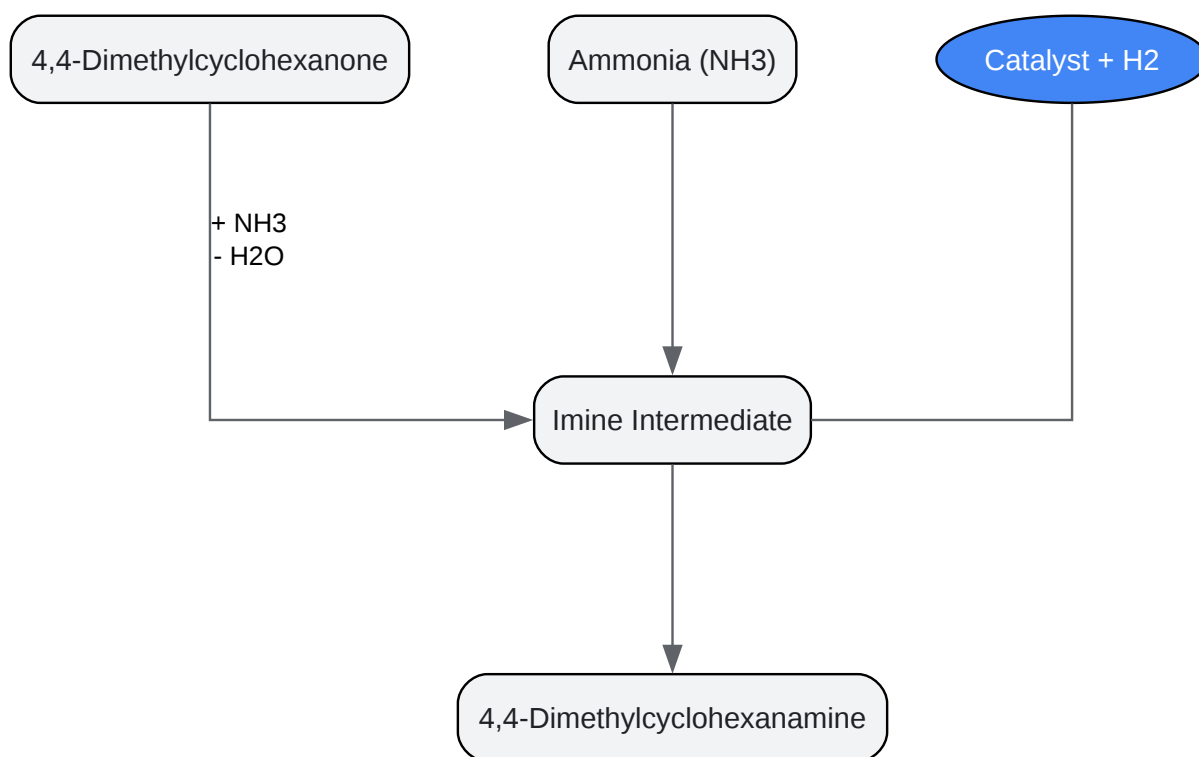 4,4-Dimethylcyclohexanone
Ammonia (NH3)
Catalyst + H2
+ NH3
- H2O
Imine Intermediate
4,4-Dimethylcyclohexanamine